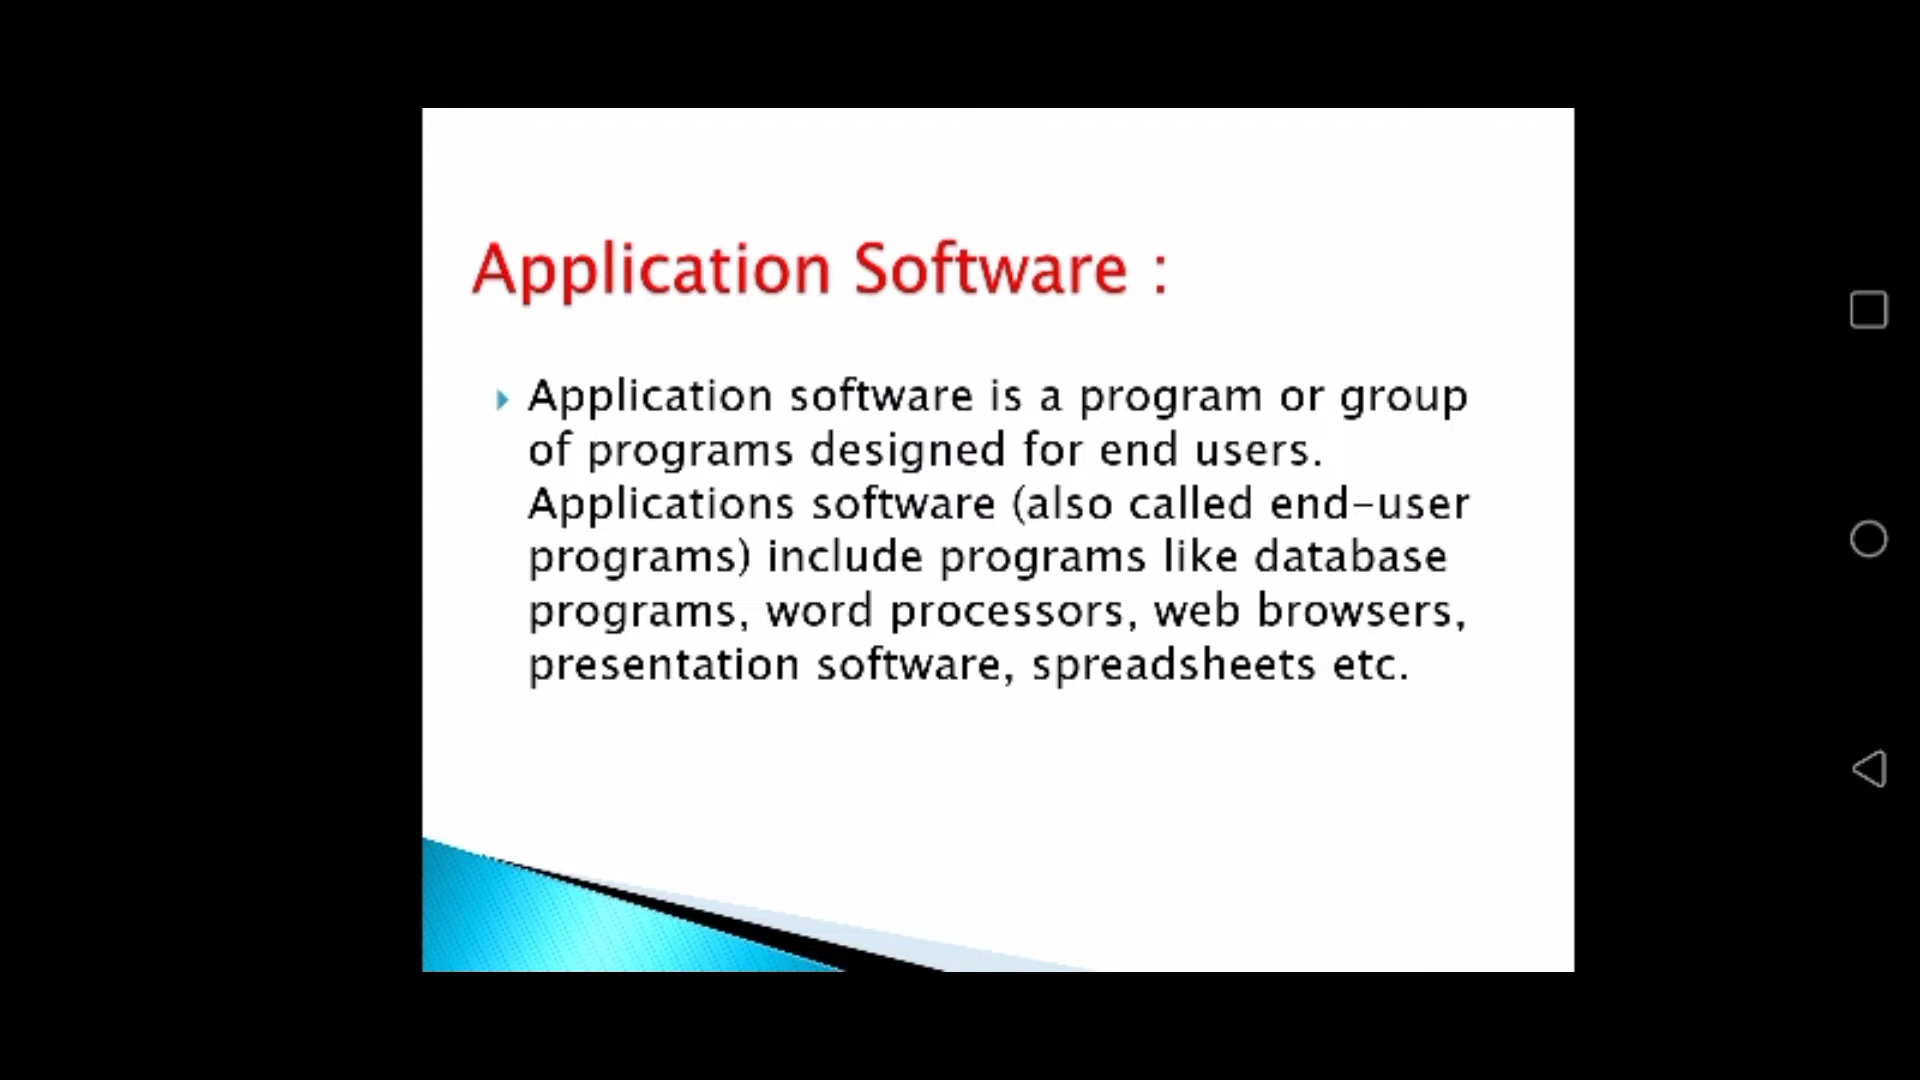 Application Software :
Application software is a program or group
of programs designed for end users.
Applications software (also called end-user
programs) include programs like database
programs, word processors, web browsers,
presentation software, spreadsheets etc.